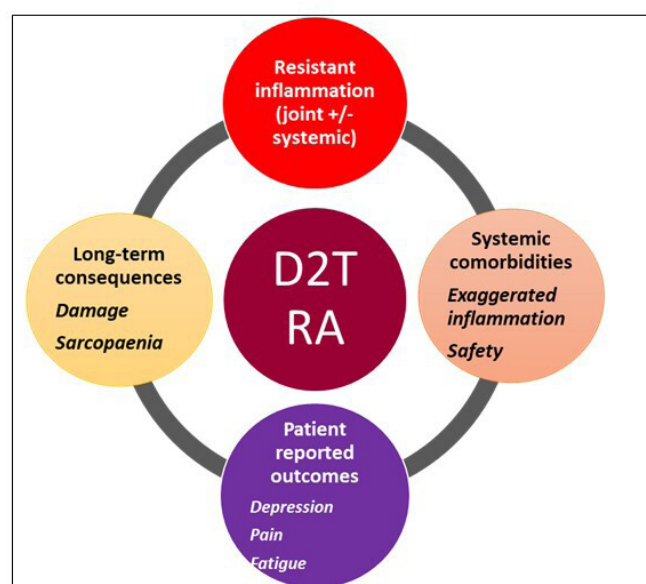 Resistant
inflammation
(joint +/-
systemic)
Long-term
consequences
Damage
Sarcopaenia
D2T
RA
Systemic
comorbidities
Exaggerated
inflammation
Safety
Patient
reported
outcomes
Depression
Pain
Fatigue